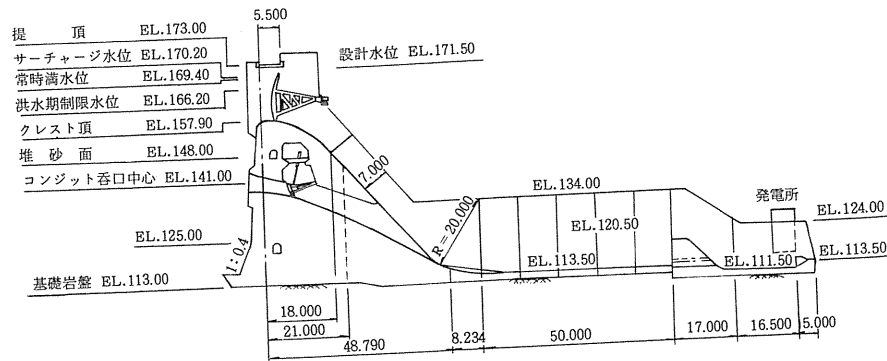 5.500
提頂 EL.173.00
サーチャージ水位 EL.170.20
設計水位 EL.171.50
常時満水位 EL.169.40
洪水期制限水位 EL.166.20
クレスト頂 EL.157.90
堆砂面 EL.148.00
コンジット呑口中心 EL.141.00
7.000
R=20.000
EL.134.00
発電所
EL.124.00
EL.120.50
EL.125.00
1:0.4
EL.113.50
EL.111.50
EL.113.50
基礎岩盤 EL.113.00
18.000
21.000
48.790
8.234
50.000
17.000
16.500
5.000